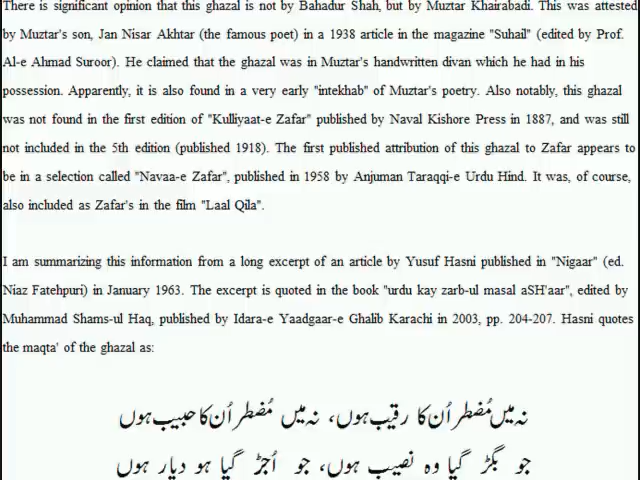 There is significant opinion that this ghazal is not by Bahadur Shah, but by Muztar Khairabadi. This was attested
by Muztar's son, Jan Nisar Akhtar (the famous poet) in a 1938 article in the magazine "Suhail" (edited by Prof.
Al-e Ahmad Suroor). He claimed that the ghazal was in Muztar's handwritten divan which he had in his
possession. Apparently, it is also found in a very early "intekhab" of Muztar's poetry. Also notably, this ghazal
was not found in the first edition of "Kulliyaat-e Zafar" published by Naval Kishore Press in 1887, and was still
not included in the 5th edition (published 1918). The first published attribution of this ghazal to Zafar appears to
be in a selection called "Navaa-e Zafar", published in 1958 by Anjuman Taraqqi-e Urdu Hind. It was, of course,
also included as Zafar's in the film "Laal Qila".
I am summarizing this information from a long excerpt of an article by Yusuf Hasni published in "Nigaar" (ed.
Niaz Fatehpuri) in January 1963. The excerpt is quoted in the book "urdu kay zarb-ul masal aSH'aar", edited by
Muhammad Shams-ul Haq, published by Idara-e Yaadgaar-e Ghalib Karachi in 2003, pp. 204-207. Hasni quotes
the maqta' of the ghazal as:
نہ میں مُضطر اُن کا رقیب ہوں، نہ میں مُضطر اُن کا حبیب ہوں
جو بگڑ گیا وہ نصیب ہوں، جو اُجڑ گیا ہو دیار ہوں